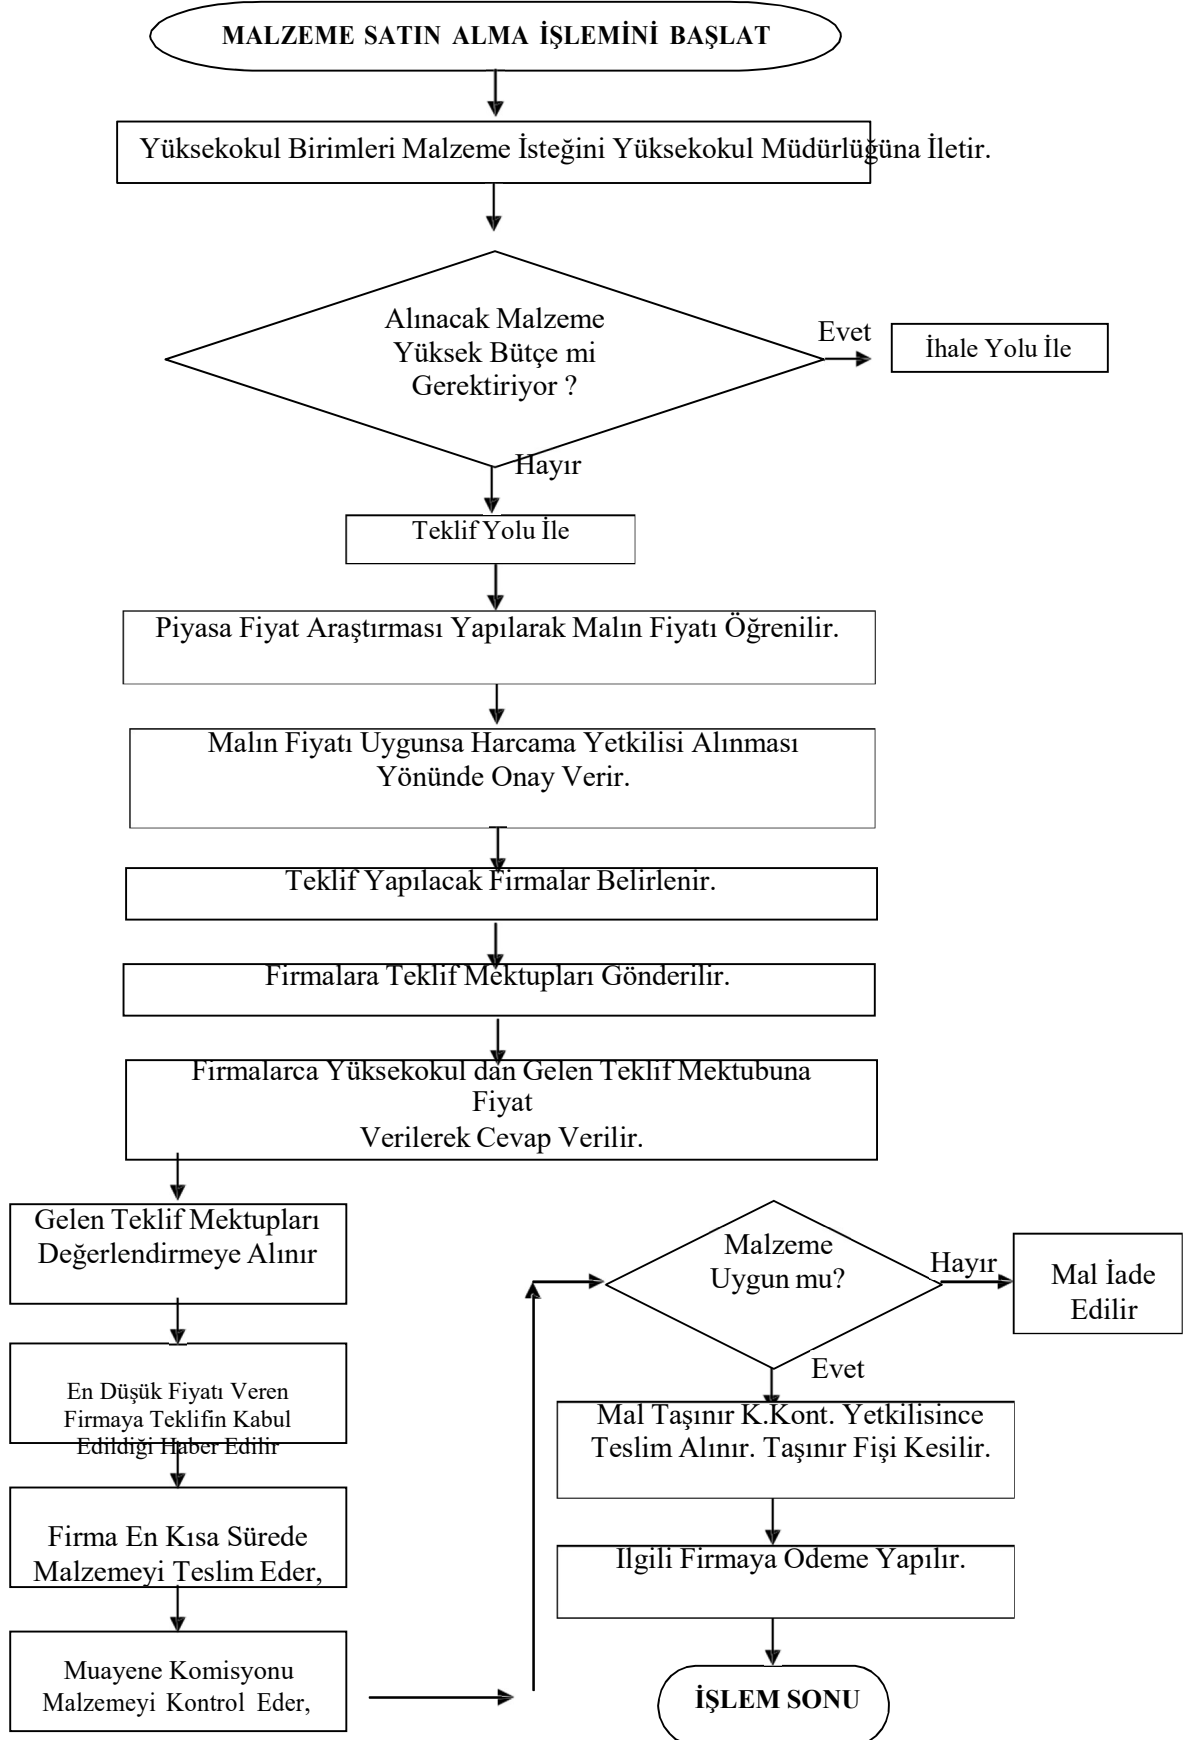 MALZEME SATIN ALMA İŞLEMİNİ BAŞLAT
Yüksekokul Birimleri Malzeme İsteğini Yüksekokul Müdürlüğüna İletir.
Alınacak Malzeme
Yüksek Bütçe mi
Gerektiriyor ?
Evet
İhale Yolu İle
Hayır
Teklif Yolu İle
Piyasa Fiyat Araştırması Yapılarak Malın Fiyatı Öğrenilir.
Malın Fiyatı Uygunsa Harcama Yetkilisi Alınması
Yönünde Onay Verir.
Teklif Yapılacak Firmalar Belirlenir.
Firmalara Teklif Mektupları Gönderilir.
Firmalarca Yüksekokul dan Gelen Teklif Mektubuna
Fiyat
Verilerek Cevap Verilir.
Gelen Teklif Mektupları
Değerlendirmeye Alınır
En Düşük Fiyatı Veren
Firmaya Teklifin Kabul
Edildiği Haber Edilir
Firma En Kısa Sürede
Malzemeyi Teslim Eder,
Muayene Komisyonu
Malzemeyi Kontrol Eder,
Malzeme
Uygun mu?
Hayır
Mal İade
Edilir
Evet
Mal Taşınır K.Kont. Yetkilisince
Teslim Alınır. Taşınır Fişi Kesilir.
Ilgili Firmaya Odeme Yapılır.
İŞLEM SONU